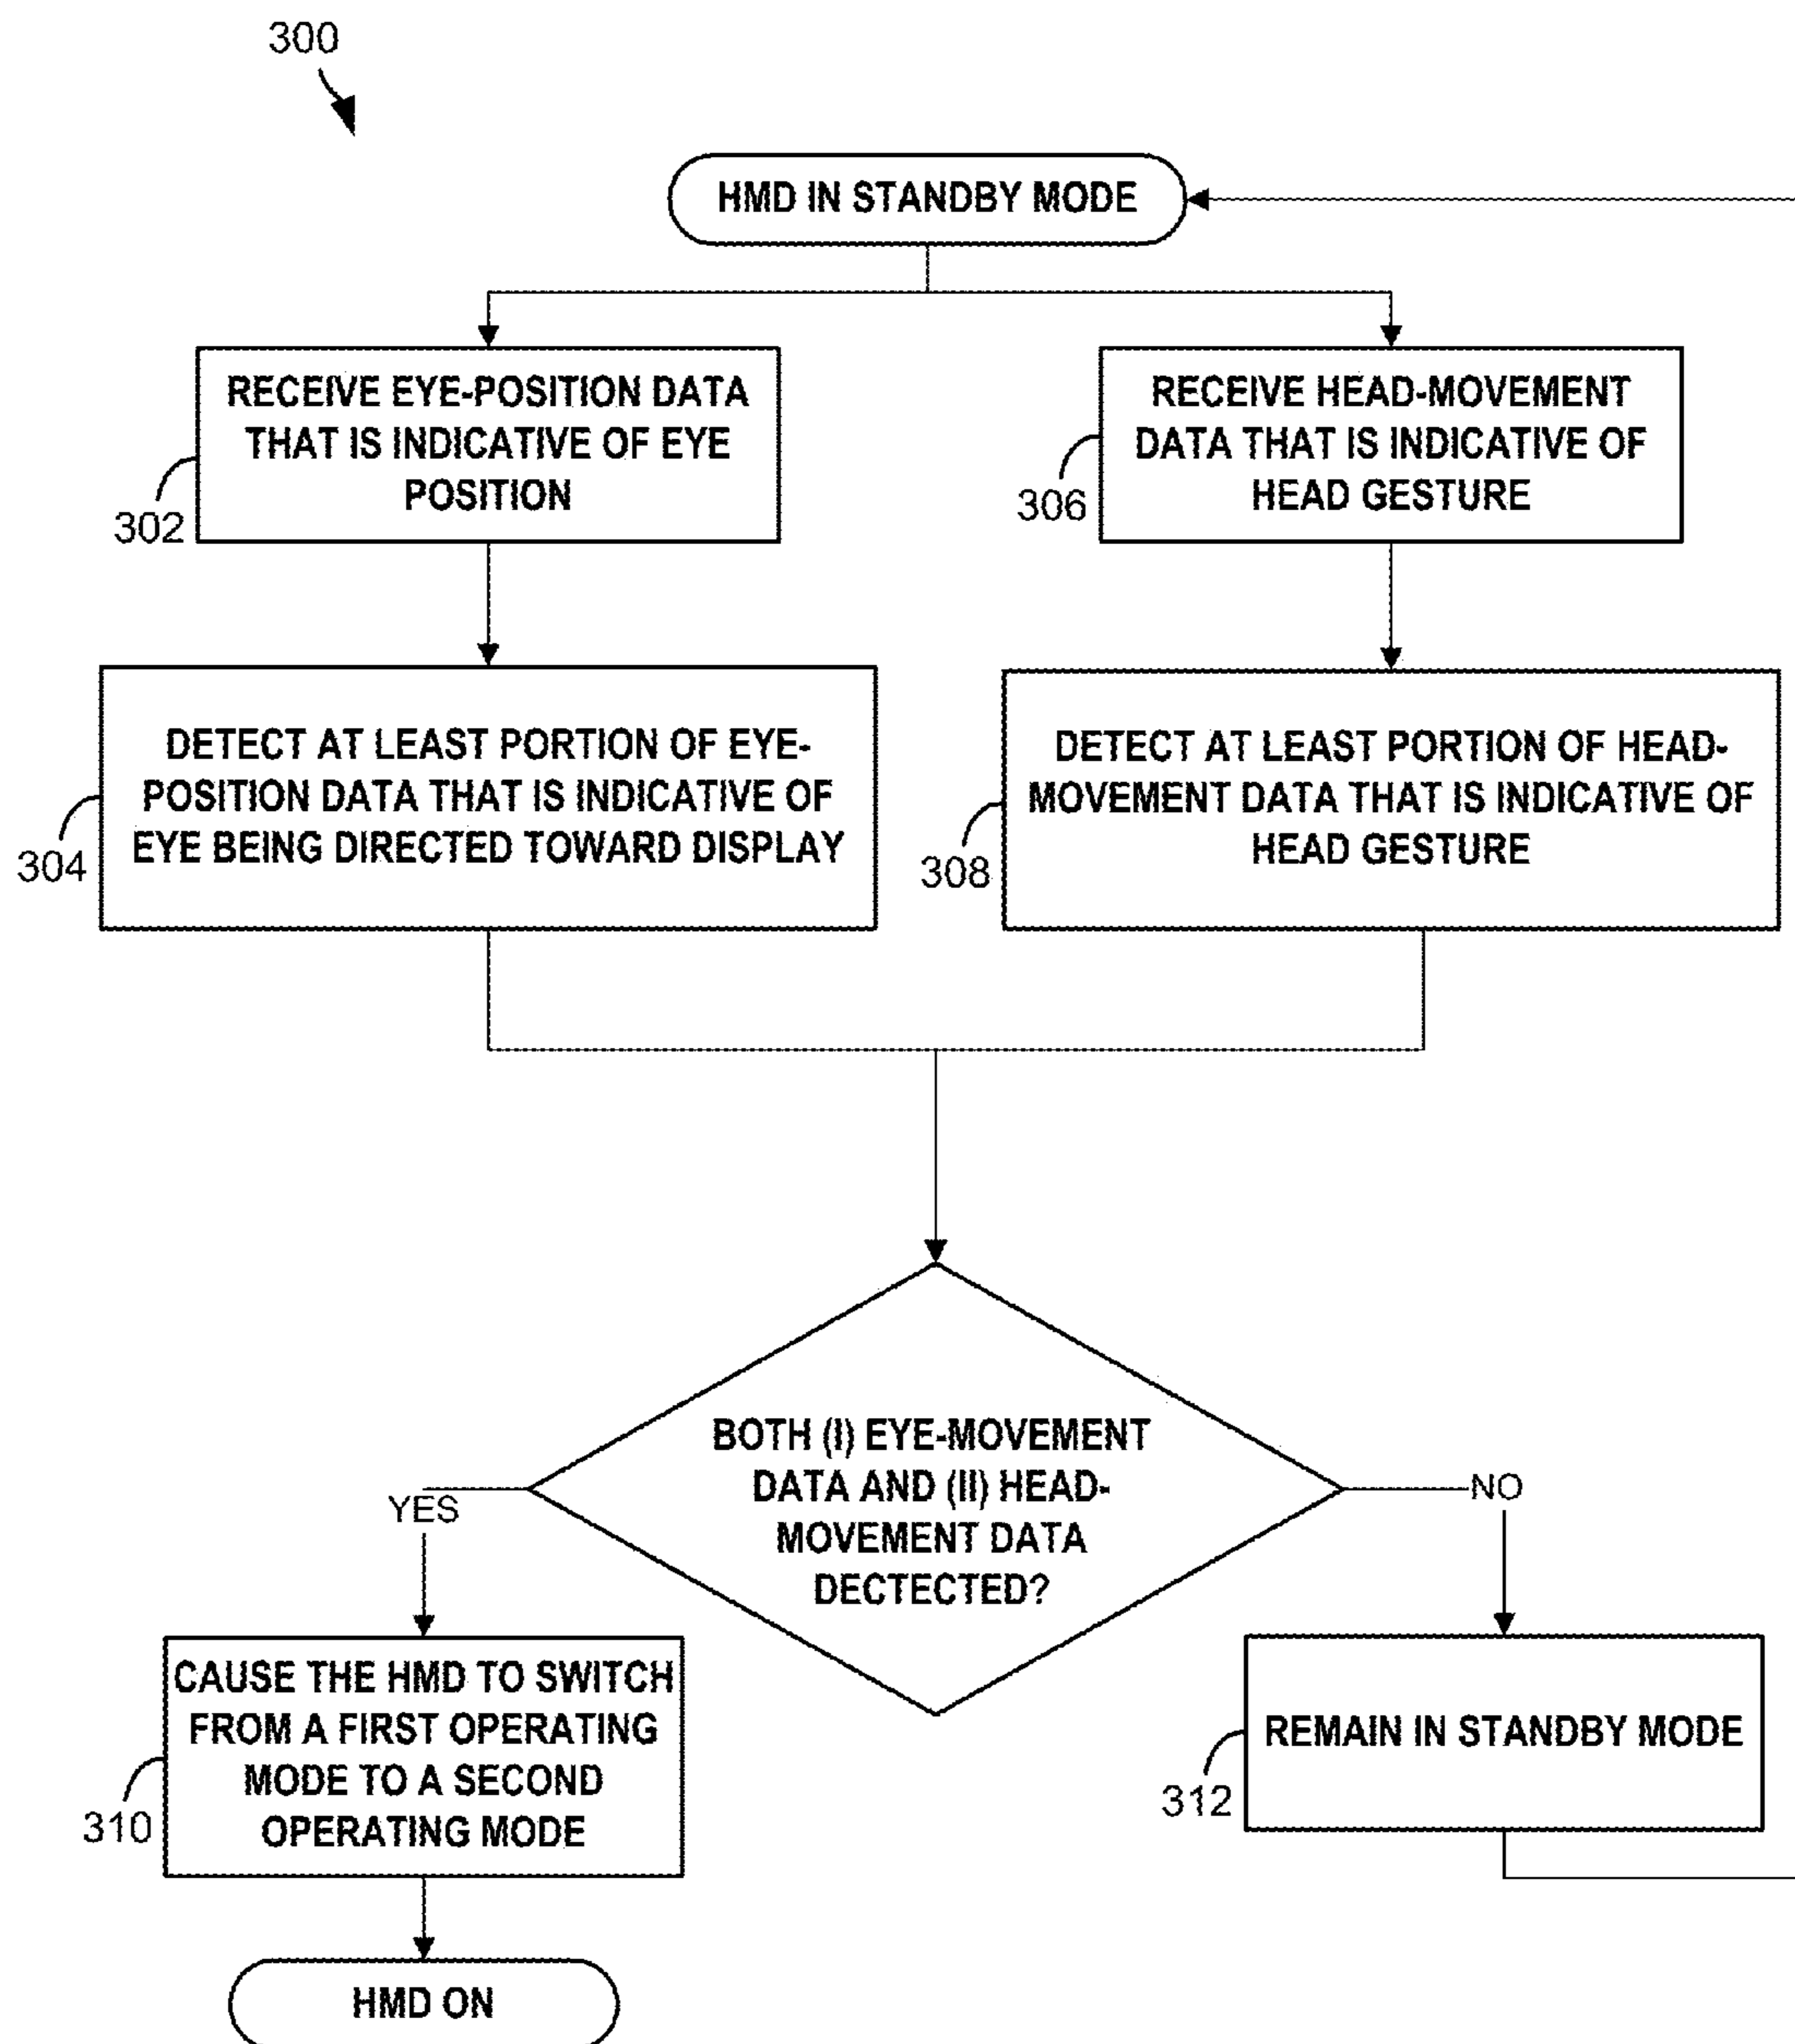 300
HMD IN STANDBY MODE
RECEIVE EYE-POSITION DATA
THAT IS INDICATIVE OF EYE
POSITION
302
RECEIVE HEAD-MOVEMENT
DATA THAT IS INDICATIVE OF
HEAD GESTURE
306
DETECT AT LEAST PORTION OF EYE-
POSITION DATA THAT IS INDICATIVE OF
EYE BEING DIRECTED TOWARD DISPLAY
304
DETECT AT LEAST PORTION OF HEAD-
MOVEMENT DATA THAT IS INDICATIVE OF
HEAD GESTURE
308
BOTH (I) EYE-MOVEMENT
DATA AND (II) HEAD-
MOVEMENT DATA
DECTECTED?
YES
NO
CAUSE THE HMD TO SWITCH
FROM A FIRST OPERATING
MODE TO A SECOND
OPERATING MODE
310
REMAIN IN STANDBY MODE
312
HMD ON